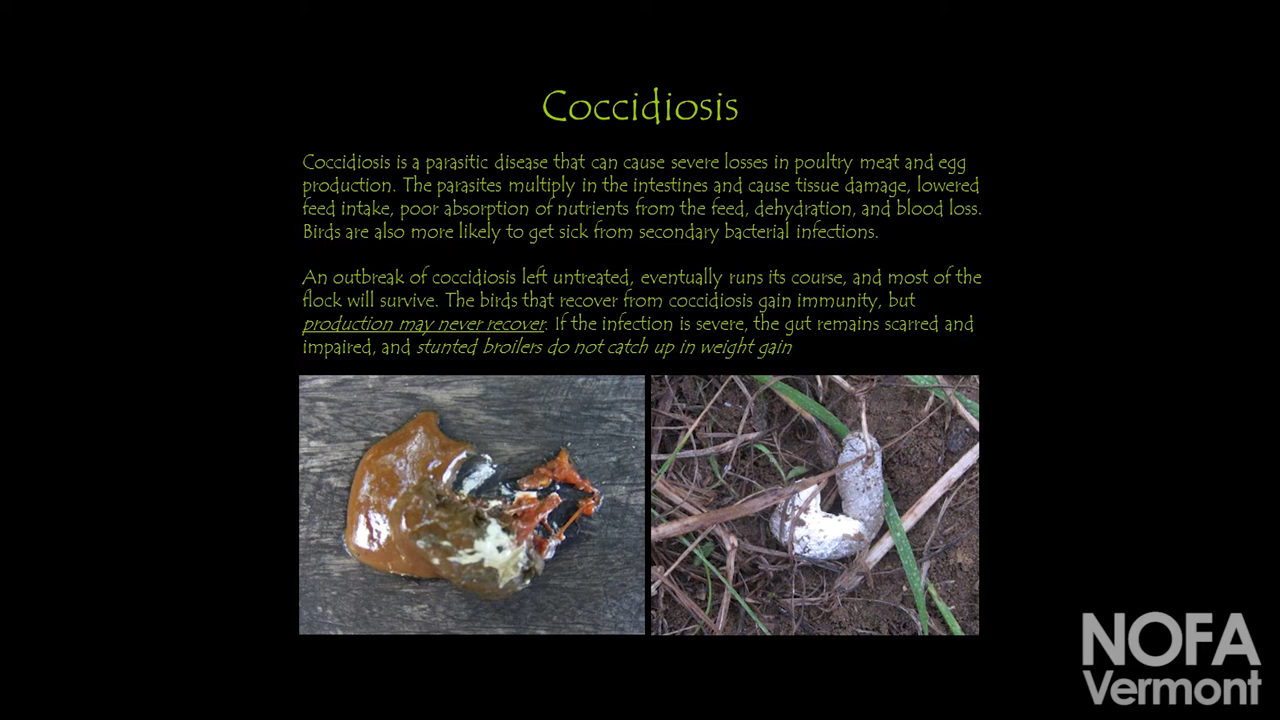 Coccidiosis
Coccidiosis is a parasitic disease that can cause severe losses in poultry meat and egg
production. The parasites multiply in the intestines and cause tissue damage, lowered
feed intake, poor absorption of nutrients from the feed, dehydration, and blood loss.
Birds are also more likely to get sick from secondary bacterial infections.
An outbreak of coccidiosis left untreated, eventually runs its course, and most of the
flock will survive. The birds that recover from coccidiosis gain immunity, but
production may never recover. If the infection is severe, the gut remains scarred and
impaired, and stunted broilers do not catch up in weight gain
NOFA
Vermont